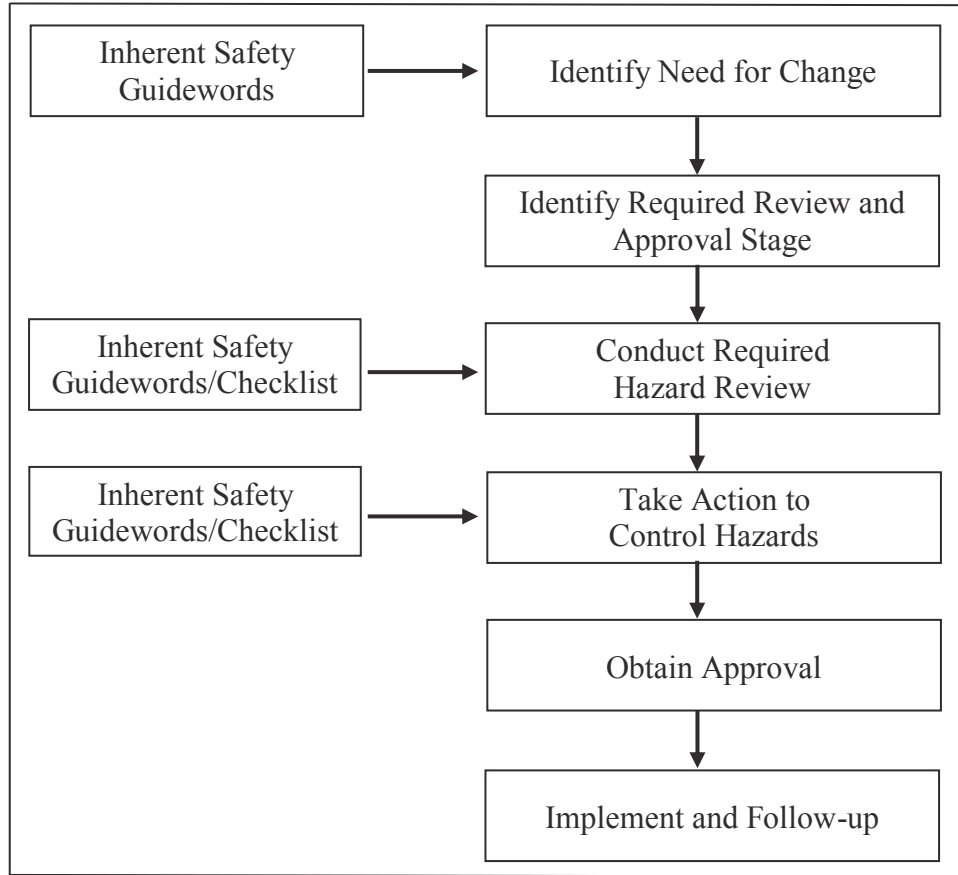 Inherent Safety
Guidewords
Identify Need for Change
Identify Required Review and
Approval Stage
Inherent Safety
Guidewords/Checklist
Conduct Required
Hazard Review
Inherent Safety
Guidewords/Checklist
Take Action to
Control Hazards
Obtain Approval
Implement and Follow-up